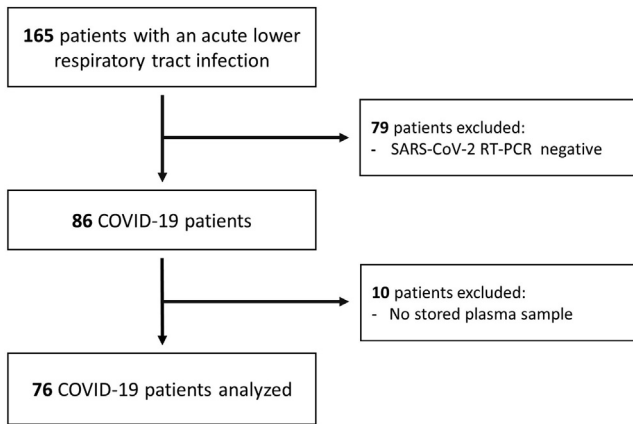 165 patients with an acute lower
respiratory tract infection
79 patients excluded:
- SARS-CoV-2 RT-PCR negative
86 COVID-19 patients
10 patients excluded:
- No stored plasma sample
76 COVID-19 patients analyzed